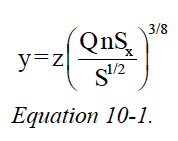 y=z(QnSₓ/S^1/2)^3/8
Equation 10-1.